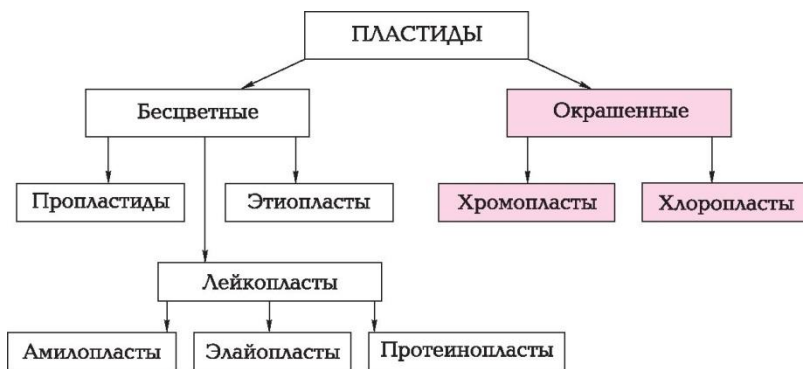 ПЛАСТИДЫ
Бесцветные
Окрашенные
Пропластиды
Этиопласты
Хромопласты
Хлоропласты
Лейкопласты
Амилопласты
Элайопласты
Протеинопласты